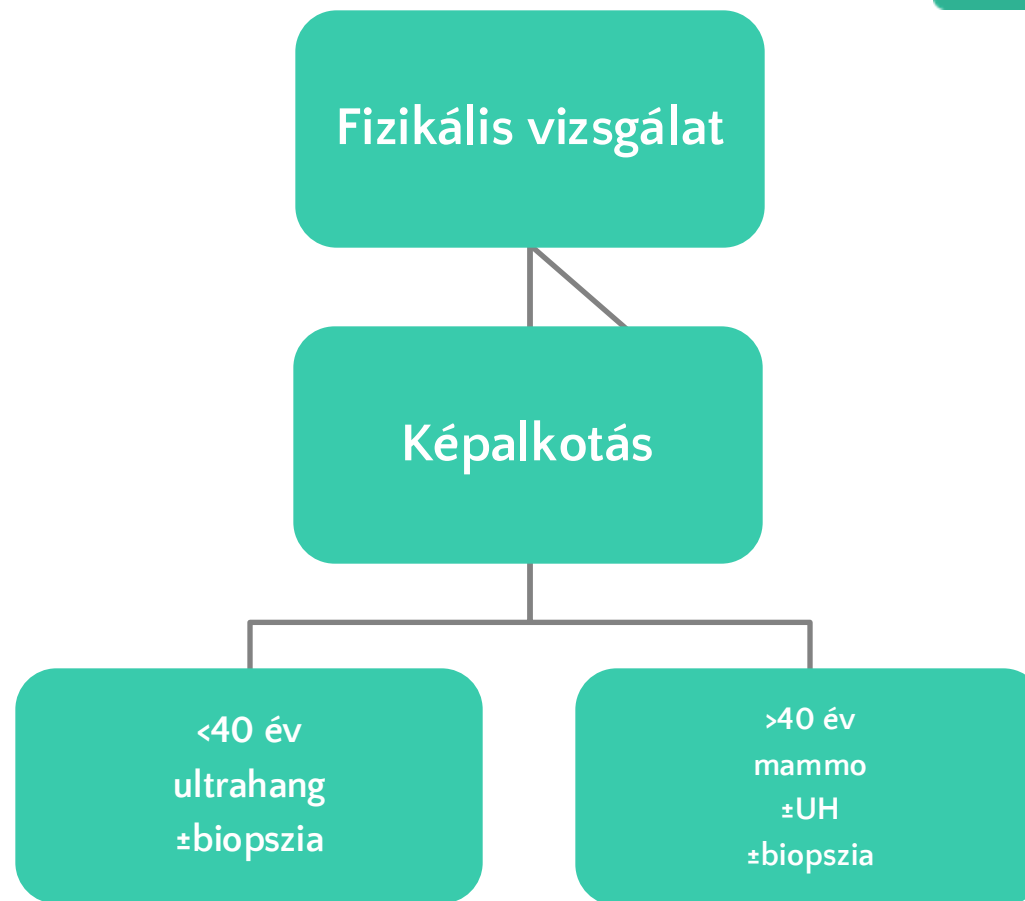 Fizikális vizsgálat
Képalkotás
<40 év
ultrahang
±biopszia
>40 év
mammo
±UH
±biopszia